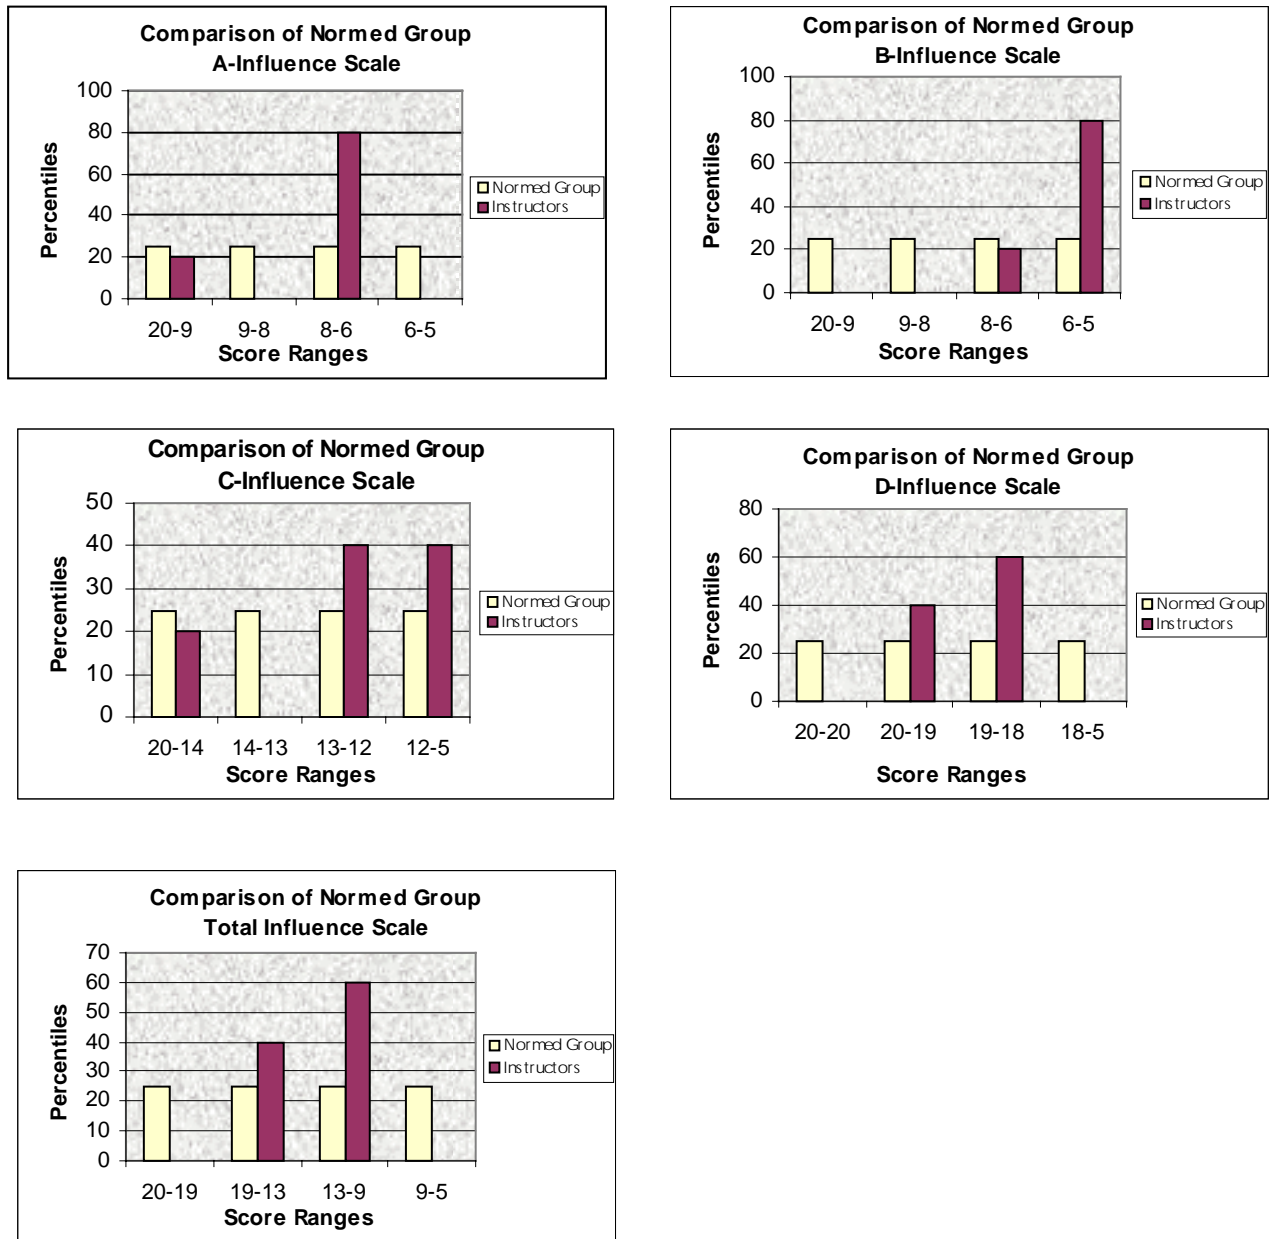 Comparison of Normed Group
A-Influence Scale
100
80
60
40
20
0
Percentiles
20-9 9-8 8-6 6-5
Score Ranges
Normed Group
Instructors
Comparison of Normed Group
B-Influence Scale
100
80
60
40
20
0
Percentiles
20-9 9-8 8-6 6-5
Score Ranges
Normed Group
Instructors
Comparison of Normed Group
C-Influence Scale
50
40
30
20
10
0
Percentiles
20-14 14-13 13-12 12-5
Score Ranges
Normed Group
Instructors
Comparison of Normed Group
D-Influence Scale
80
60
40
20
0
Percentiles
20-20 20-19 19-18 18-5
Score Ranges
Normed Group
Instructors
Comparison of Normed Group
Total Influence Scale
70
60
50
40
30
20
10
0
Percentiles
20-19 19-13 13-9 9-5
Score Ranges
Normed Group
Instructors